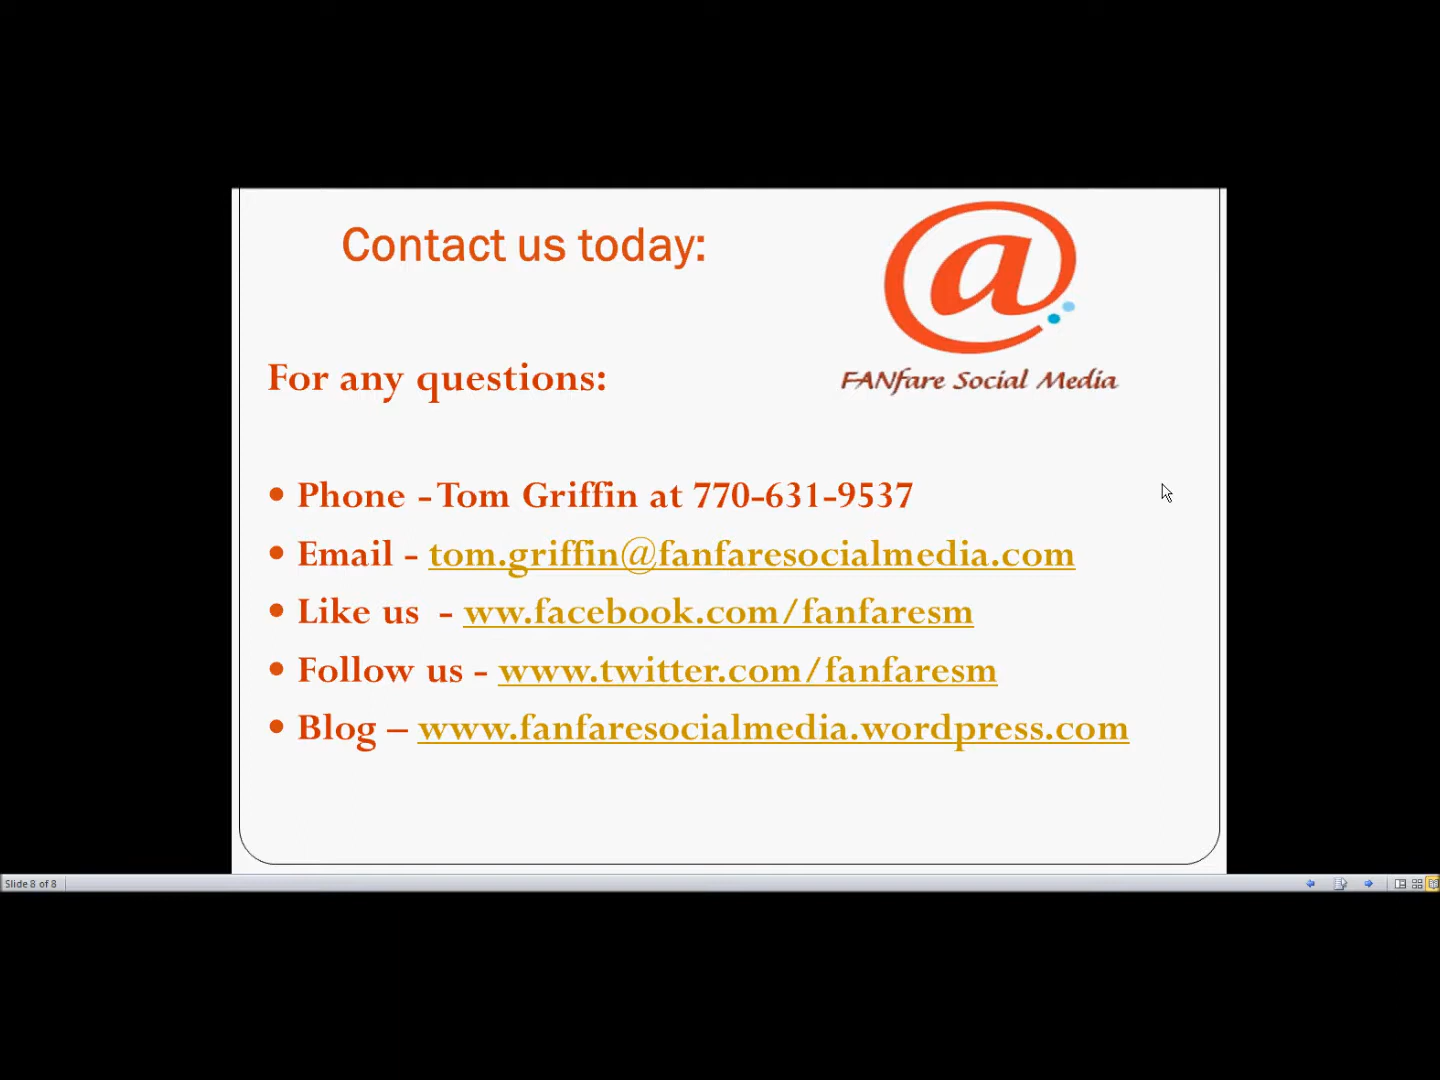 Contact us today:
@
FANfare Social Media
For any questions:
• Phone - Tom Griffin at 770-631-9537
• Email - tom.griffin@fanfaresocialmedia.com
• Like us - ww.facebook.com/fanfaresm
• Follow us - www.twitter.com/fanfaresm
• Blog – www.fanfaresocialmedia.wordpress.com
Slide 8 of 8